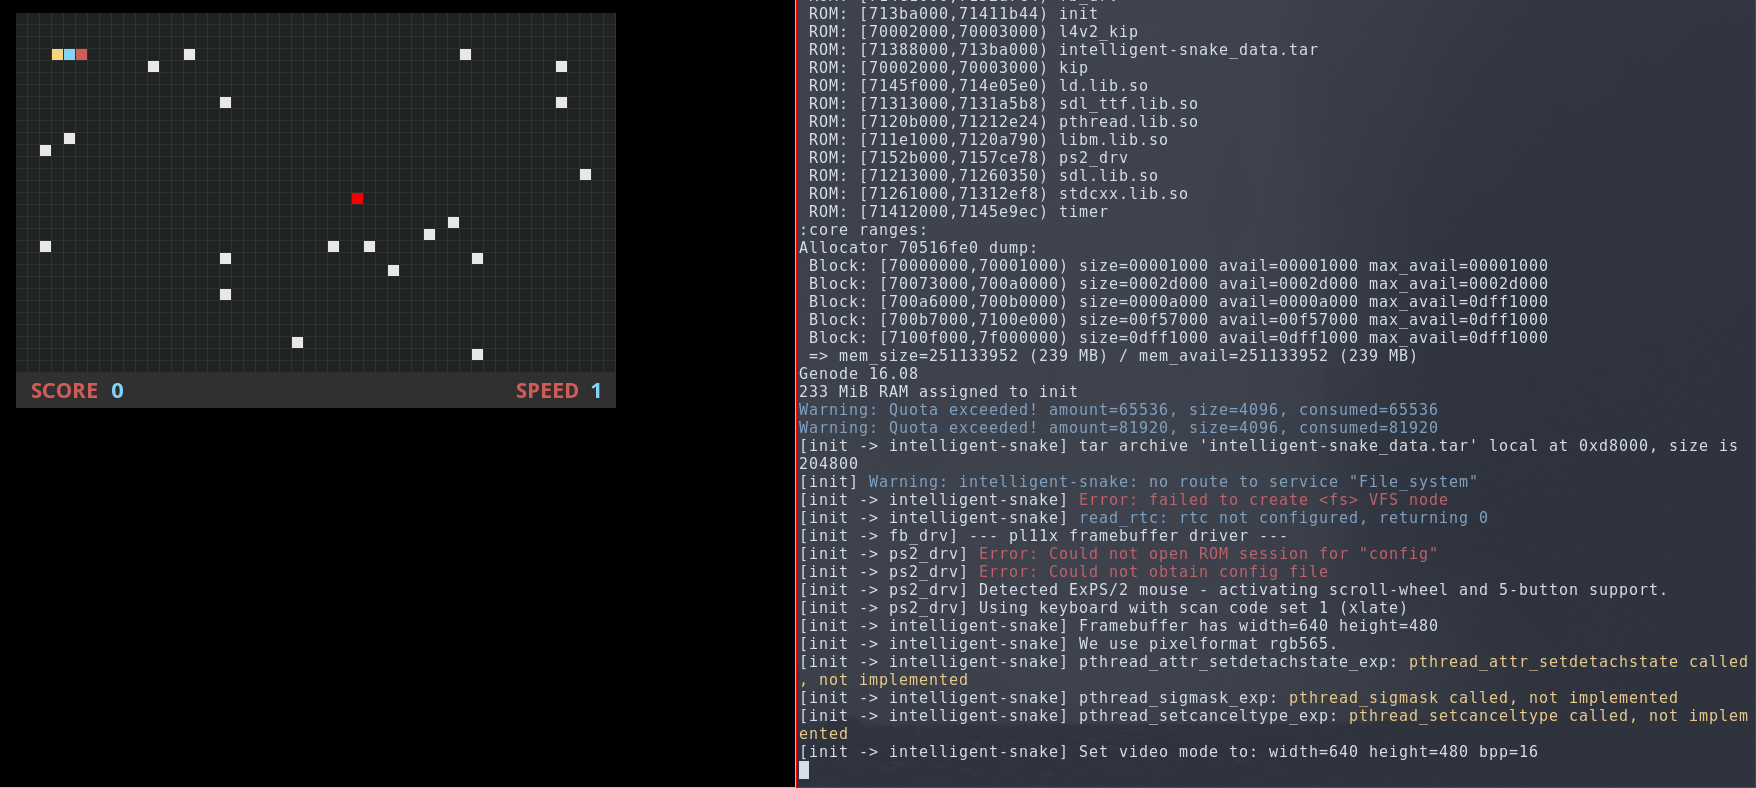 SCORE 0
SPEED 1
ROM: [713ba000,71411b44) init
ROM: [70002000,70003000) l4v2_kip
ROM: [71388000,713ba000) intelligent-snake_data.tar
ROM: [70002000,70003000) kip
ROM: [7145f000,714e05e0) ld.lib.so
ROM: [71313000,7131a5b8) sdl_ttf.lib.so
ROM: [7120b000,71212e24) pthread.lib.so
ROM: [711e1000,7120a790) libm.lib.so
ROM: [7152b000,7157ce78) ps2_drv
ROM: [71213000,71260350) sdl.lib.so
ROM: [71261000,71312ef8) stdcxx.lib.so
ROM: [71412000,7145e9ec) timer
:core ranges:
Allocator 70516fe0 dump:
Block: [70000000,70001000) size=00001000 avail=00001000 max_avail=00001000
Block: [70073000,700a0000) size=0002d000 avail=0002d000 max_avail=0002d000
Block: [700a6000,700b0000) size=0000a000 avail=0000a000 max_avail=0dff1000
Block: [700b7000,7100e000) size=00f57000 avail=00f57000 max_avail=0dff1000
Block: [7100f000,7f000000) size=0dff1000 avail=0dff1000 max_avail=0dff1000
=> mem_size=251133952 (239 MB) / mem_avail=251133952 (239 MB)
Genode 16.08
233 MiB RAM assigned to init
Warning: Quota exceeded! amount=65536, size=4096, consumed=65536
Warning: Quota exceeded! amount=81920, size=4096, consumed=81920
[init -> intelligent-snake] tar archive 'intelligent-snake_data.tar' local at 0xd8000, size is
204800
[init] Warning: intelligent-snake: no route to service "File_system"
[init -> intelligent-snake] Error: failed to create <fs> VFS node
[init -> intelligent-snake] read_rtc: rtc not configured, returning 0
[init -> fb_drv] --- pl11x framebuffer driver ---
[init -> ps2_drv] Error: Could not open ROM session for "config"
[init -> ps2_drv] Error: Could not obtain config file
[init -> ps2_drv] Detected ExPS/2 mouse - activating scroll-wheel and 5-button support.
[init -> ps2_drv] Using keyboard with scan code set 1 (xlate)
[init -> intelligent-snake] Framebuffer has width=640 height=480
[init -> intelligent-snake] We use pixelformat rgb565.
[init -> intelligent-snake] pthread_attr_setdetachstate_exp: pthread_attr_setdetachstate called
, not implemented
[init -> intelligent-snake] pthread_sigmask_exp: pthread_sigmask called, not implemented
[init -> intelligent-snake] pthread_setcanceltype_exp: pthread_setcanceltype called, not implem
ented
[init -> intelligent-snake] Set video mode to: width=640 height=480 bpp=16